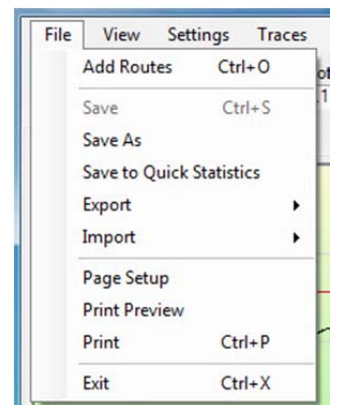 File View Settings Traces
Add Routes Ctrl+O
Save Ctrl+S
Save As
Save to Quick Statistics
Export
Import
Page Setup
Print Preview
Print Ctrl+P
Exit Ctrl+X